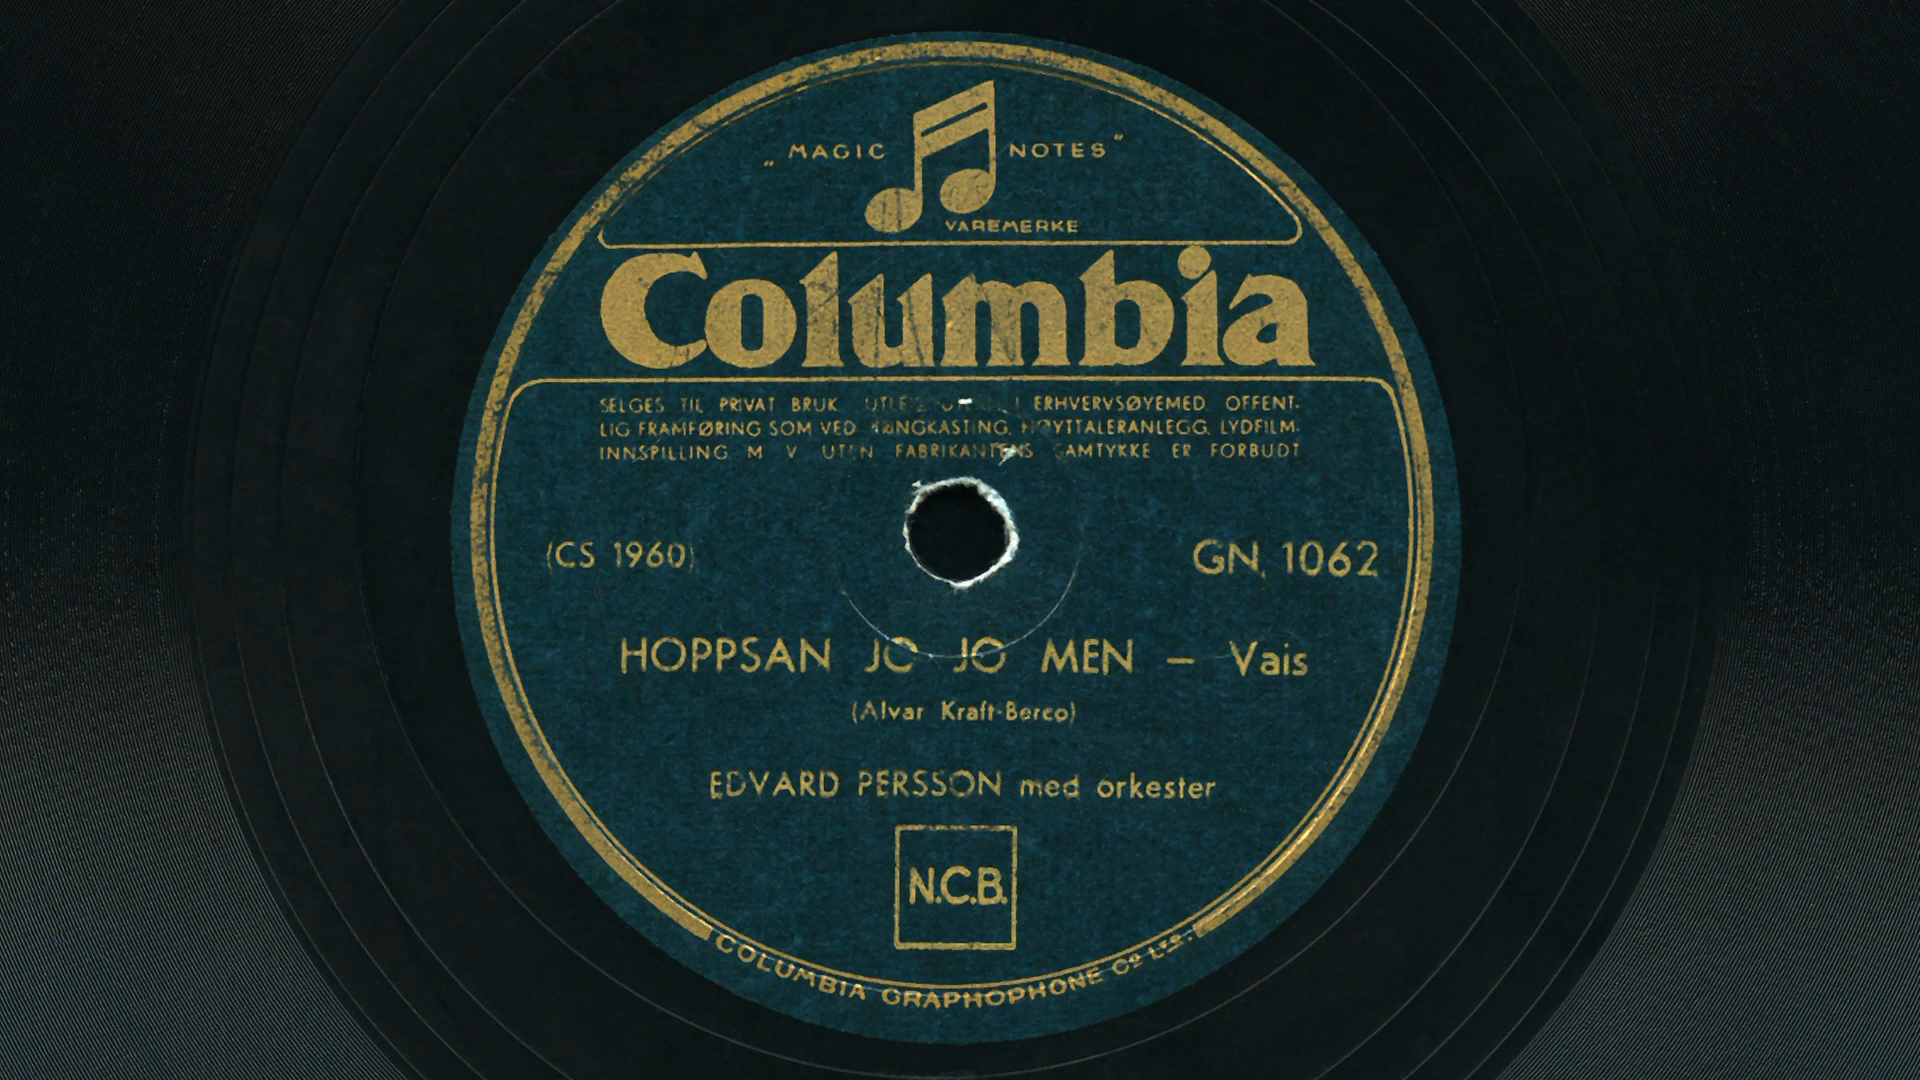 „ MAGIC NOTES"
VAREMERKE
Columbia
SELGES TIL PRIVAT BRUK ERHVERVSØYEMED OFFENT-
LIG FRAMFØRING SOM VED KRINGKASTING, HØYTTALERANLEGG, LYDFILM-
INNSPILLING M V UTEN FABRIKANTENS SAMTYKKE ER FORBUDT
(CS 1960) GN. 1062
HOPPSAN JO JO MEN – Vals
(Alvar Kraft-Berco)
EDVARD PERSSON med orkester
N.C.B.
COLUMBIA GRAPHOPHONE Cº LTD.